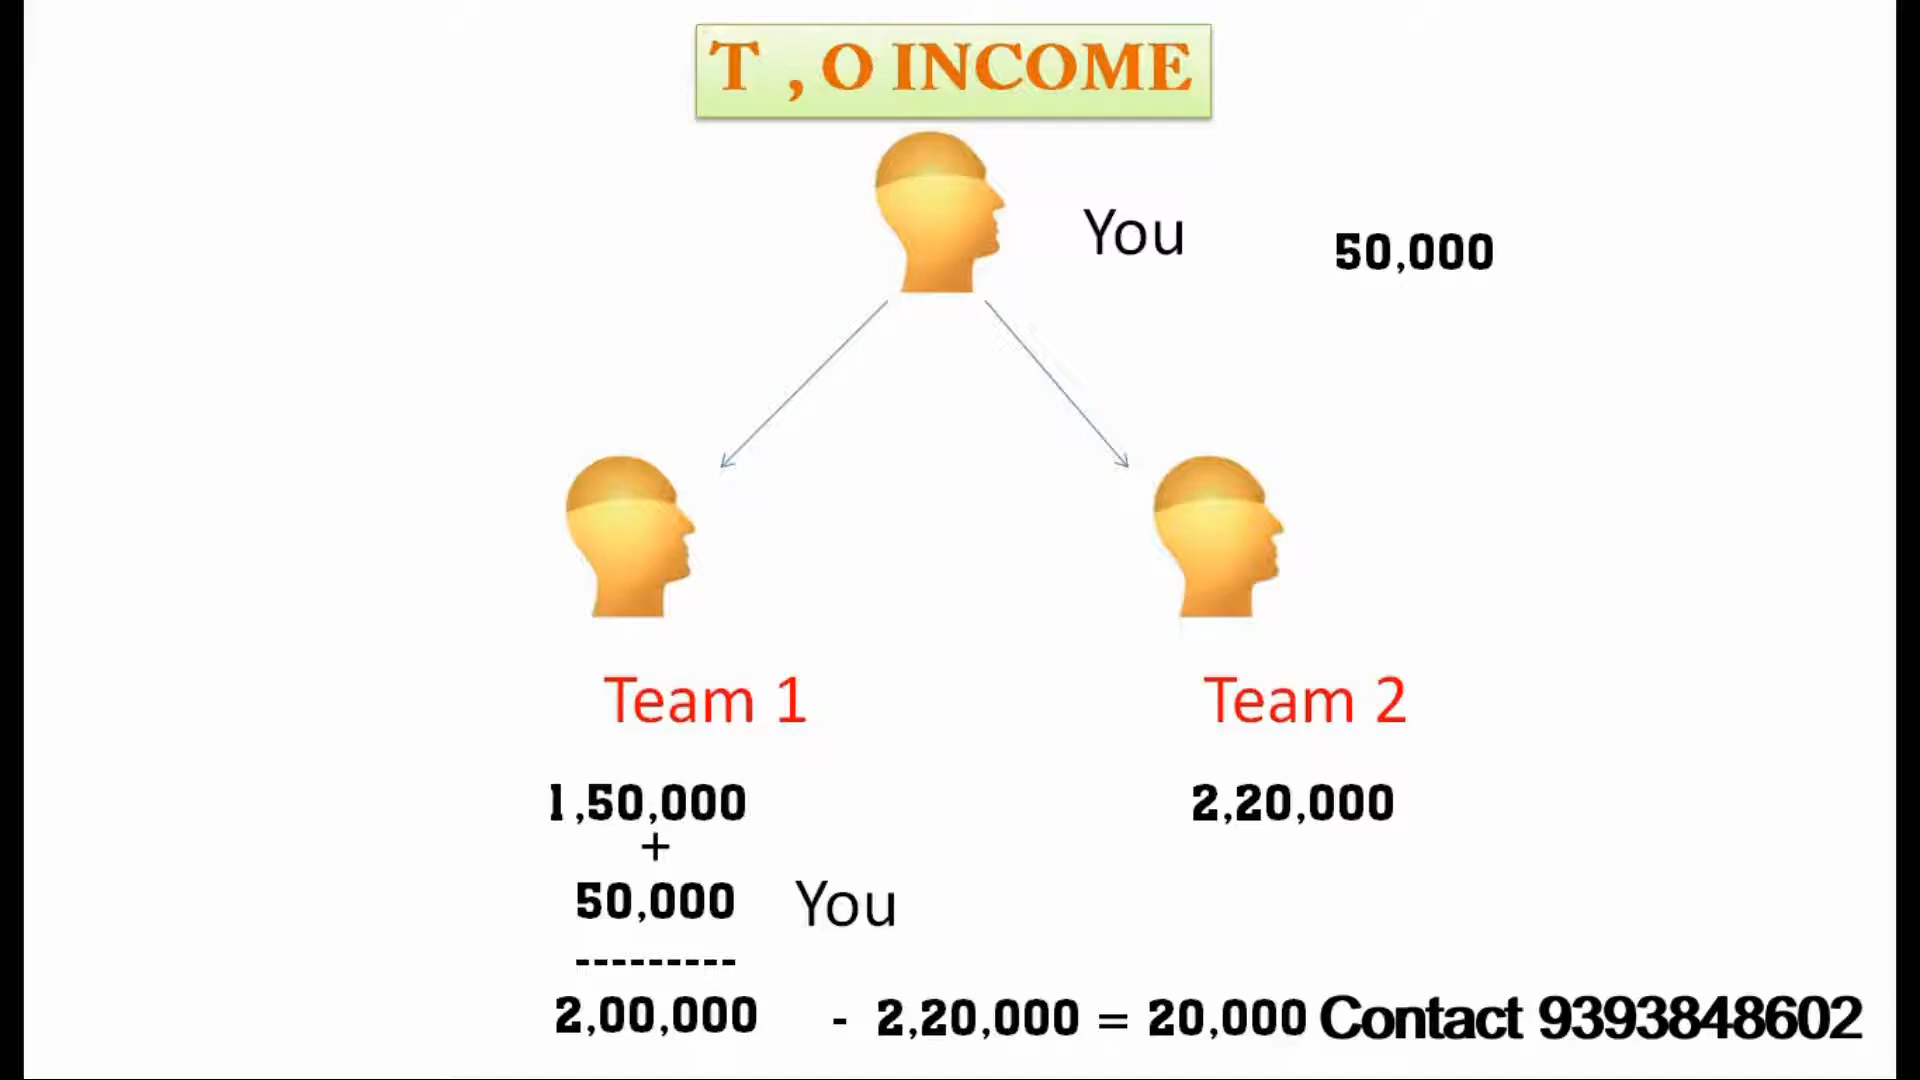 T , O INCOME
You
50,000
Team 1
Team 2
1,50,000
2,20,000
+
50,000 You
---------
2,00,000 - 2,20,000 = 20,000 Contact 9393848602